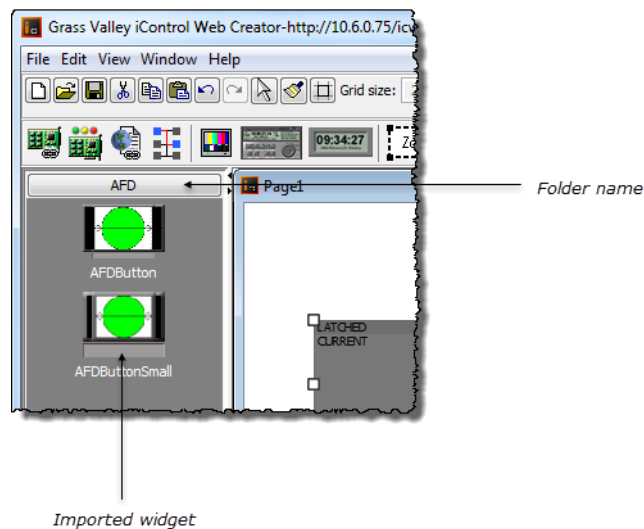 Grass Valley iControl Web Creator-http://10.6.0.75/icv
File Edit View Window Help
Grid size:
09:34:27
AFD
Folder name
Page1
AFDButton
LATCHED
CURRENT
AFDButtonSmall
Imported widget